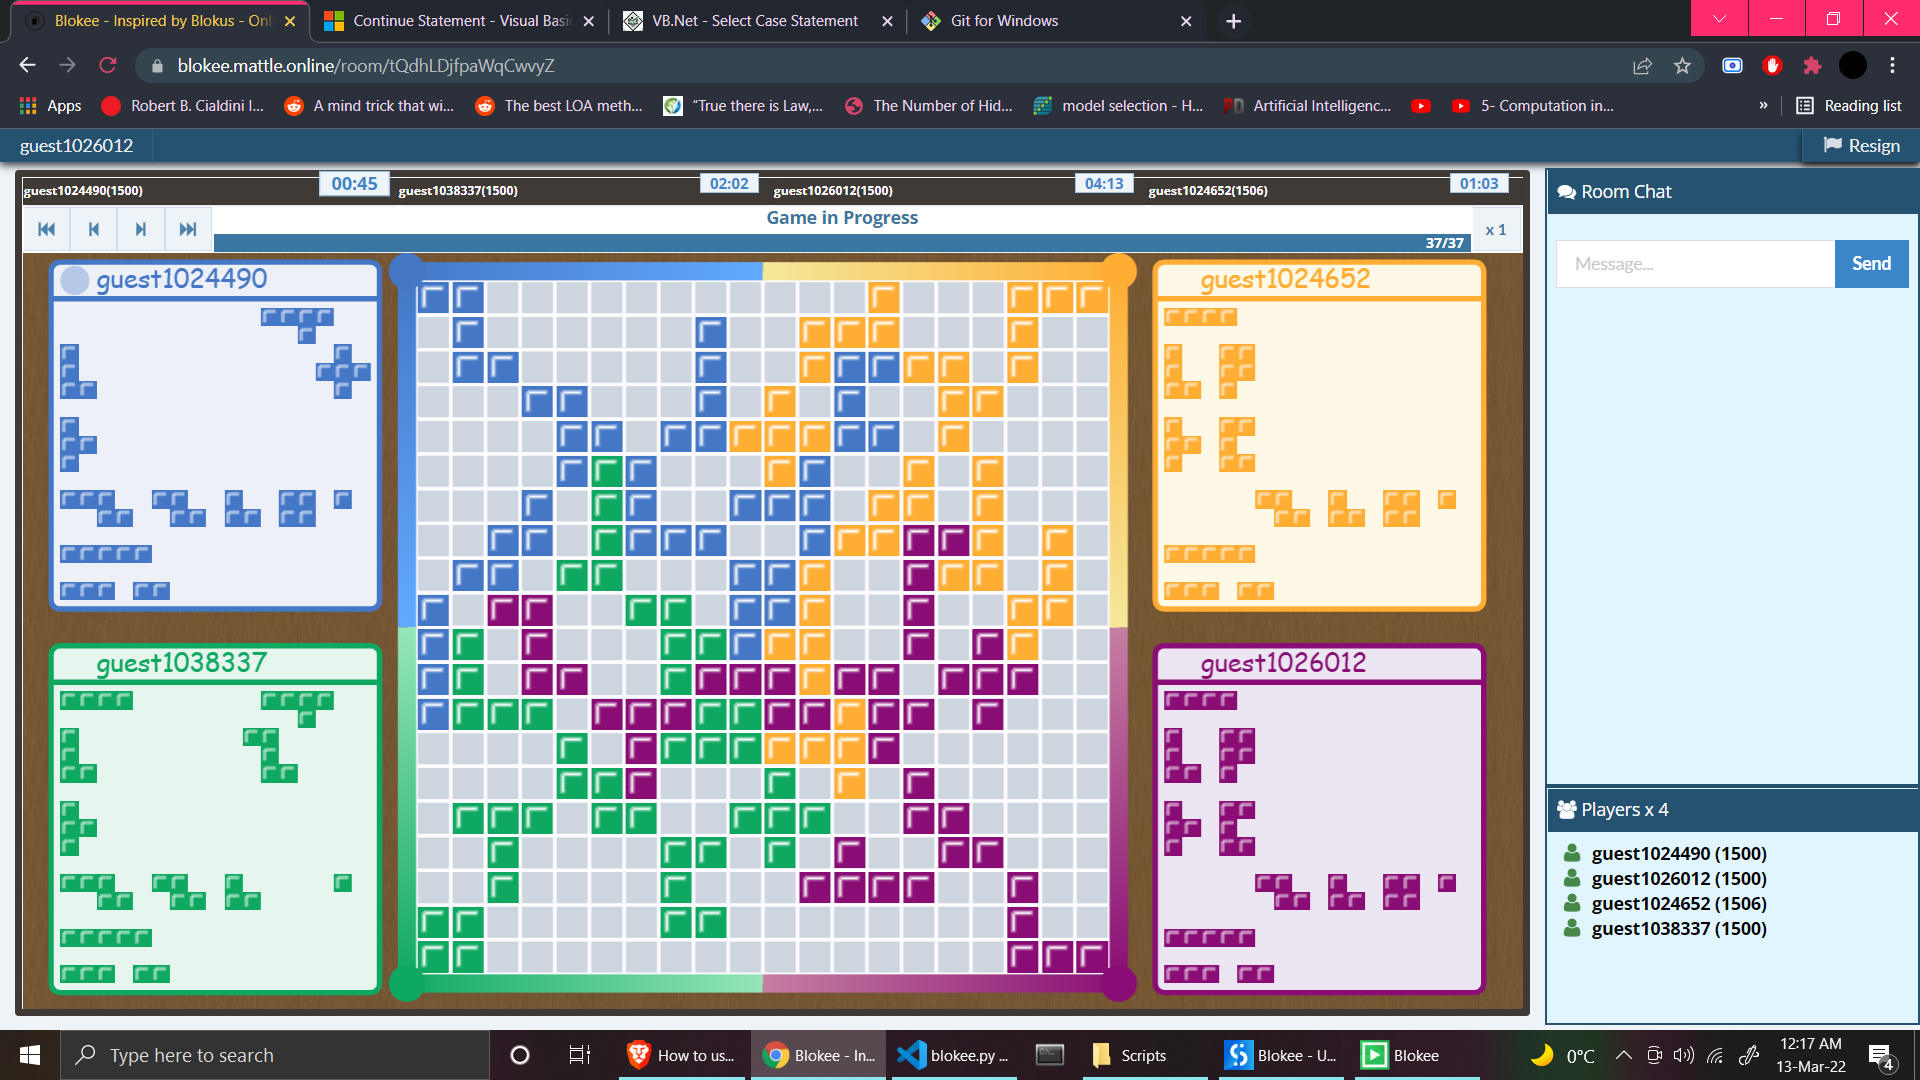 Blokee - Inspired by Blokus - Onl
Continue Statement - Visual Basi
VB.Net - Select Case Statement
Git for Windows
blokee.mattle.online/room/tQdhLDjfpaWqCwvyZ
Apps
Robert B. Cialdini I...
A mind trick that wi...
The best LOA meth...
“True there is Law,...
The Number of Hid...
model selection - H...
Artificial Intelligenc...
5- Computation in...
»
Reading list
guest1026012
Resign
guest1024490(1500)
00:45
guest1038337(1500)
02:02
guest1026012(1500)
04:13
guest1024652(1506)
01:03
Game in Progress
37/37
x 1
guest1024490
guest1024652
guest1038337
guest1026012
Room Chat
Message...
Send
Players x 4
guest1024490 (1500)
guest1026012 (1500)
guest1024652 (1506)
guest1038337 (1500)
Type here to search
How to us...
Blokee - In...
blokee.py ...
Scripts
Blokee - U...
Blokee
0°C
12:17 AM
13-Mar-22
4